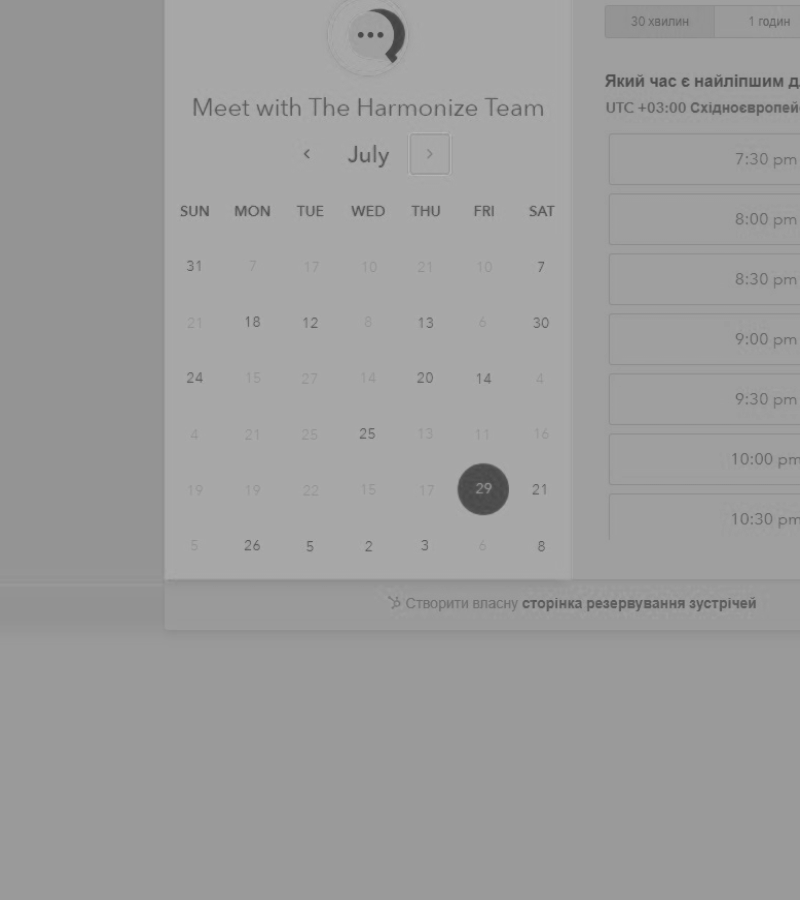 Meet with The Harmonize Team
July
SUN MON TUE WED THU FRI SAT
31 7 17 10 21 10 7
21 18 12 8 13 6 30
24 15 27 14 20 14 4
4 21 25 25 13 11 16
19 19 22 15 17 29 21
5 26 5 2 3 6 8
30 хвилин 1 годин
Який час є найліпшим д
UTC +03:00 Східноєвропей
7:30 pm
8:00 pm
8:30 pm
9:00 pm
9:30 pm
10:00 pm
10:30 pm
Створити власну сторінка резервування зустрічей